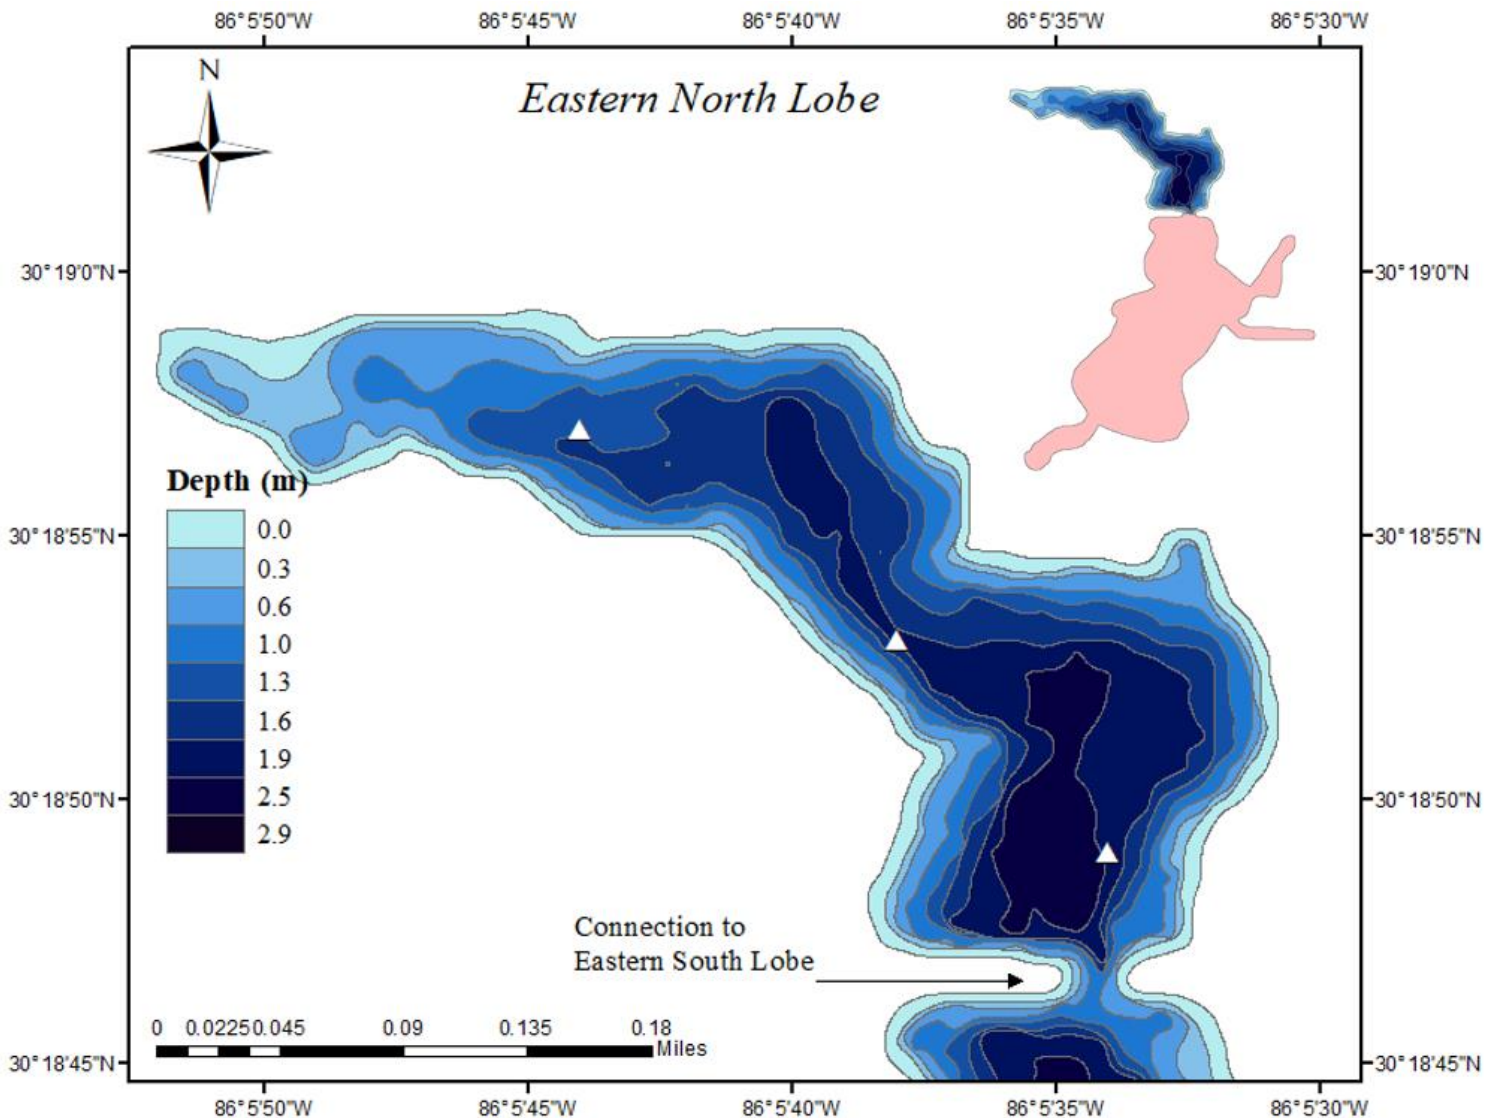 86°5'50"W 86°5'45"W 86°5'40"W 86°5'35"W 86°5'30"W
N
Eastern North Lobe
30°19'0"N 30°19'0"N
Depth (m)
0.0
30°18'55"N 30°18'55"N
0.3
0.6
1.0
1.3
1.6
1.9
30°18'50"N 30°18'50"N
2.5
2.9
Connection to
Eastern South Lobe
0 0.0225 0.045 0.09 0.135 0.18
Miles
30°18'45"N 30°18'45"N
86°5'50"W 86°5'45"W 86°5'40"W 86°5'35"W 86°5'30"W